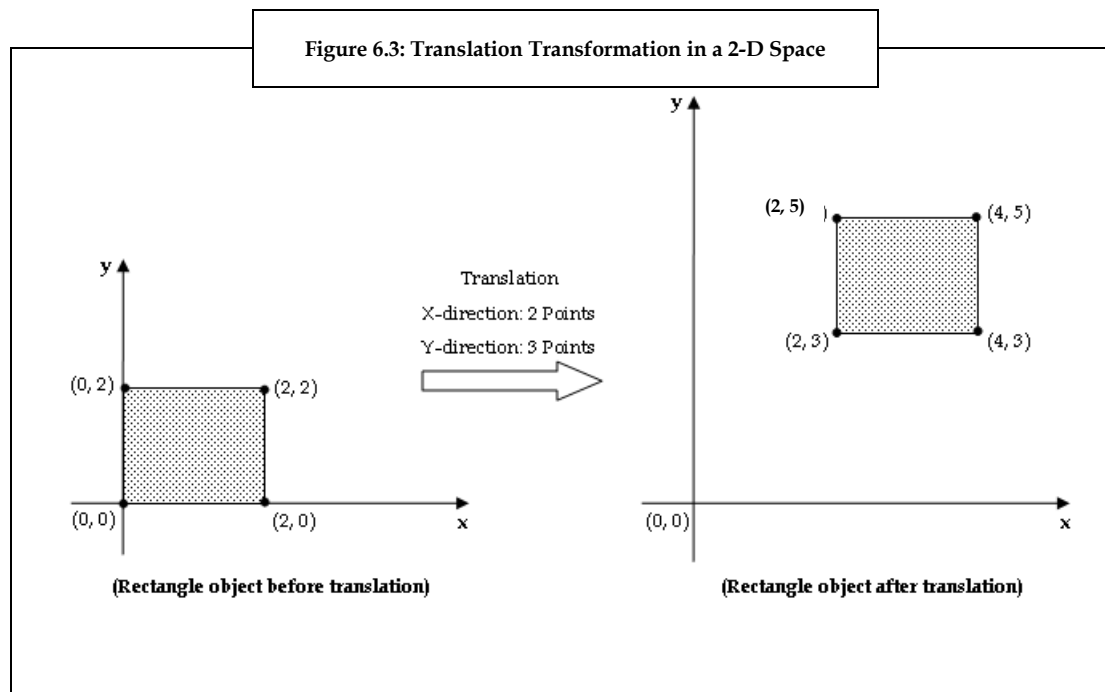 Figure 6.3: Translation Transformation in a 2-D Space
y
(0, 2)
(2, 2)
(0, 0)
(2, 0)
x
(Rectangle object before translation)
Translation
X-direction: 2 Points
Y-direction: 3 Points
y
(2, 5) )
(4, 5)
(2, 3)
(4, 3)
(0, 0)
x
(Rectangle object after translation)